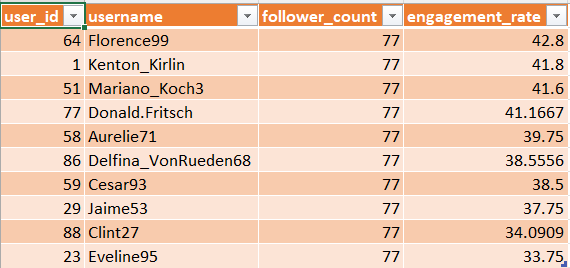 user_id username follower_count engagement_rate
64 Florence99 77 42.8
1 Kenton_Kirlin 77 41.8
51 Mariano_Koch3 77 41.6
77 Donald.Fritsch 77 41.1667
58 Aurelie71 77 39.75
86 Delfina_VonRueden68 77 38.5556
59 Cesar93 77 38.5
29 Jaime53 77 37.75
88 Clint27 77 34.0909
23 Eveline95 77 33.75